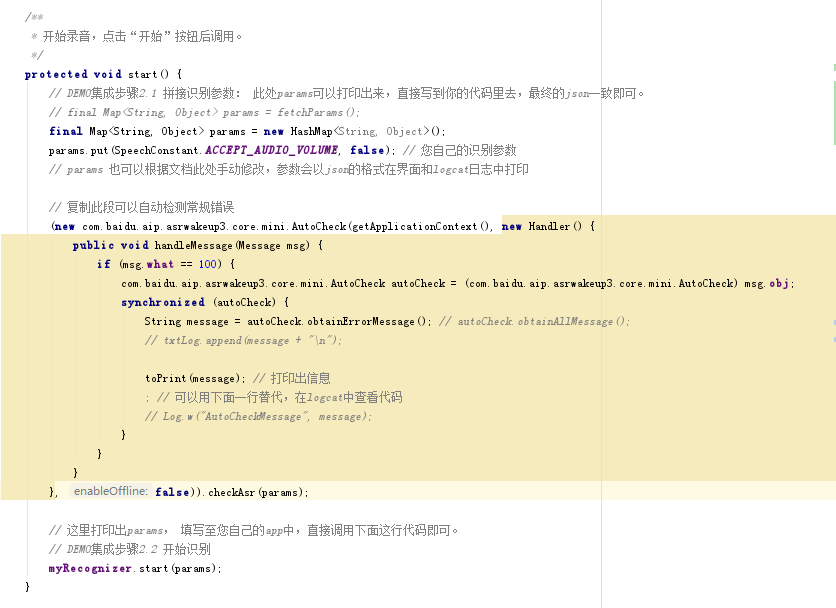 /**
 * 开始录音，点击“开始”按钮后调用。
 */
protected void start() {
    // DEMO集成步骤2.1 拼接识别参数： 此处params可以打印出来，直接写到你的代码里去，最终的json一致即可。
    // final Map<String, Object> params = fetchParams();
    final Map<String, Object> params = new HashMap<String, Object>();
    params.put(SpeechConstant.ACCEPT_AUDIO_VOLUME, false); // 您自己的识别参数
    // params 也可以根据文档此处手动修改，参数会以json的格式在界面和logcat日志中打印
    // 复制此段可以自动检测常规错误
    (new com.baidu.aip.asrwakeup3.core.mini.AutoCheck(getApplicationContext(), new Handler() {
        public void handleMessage(Message msg) {
            if (msg.what == 100) {
                com.baidu.aip.asrwakeup3.core.mini.AutoCheck autoCheck = (com.baidu.aip.asrwakeup3.core.mini.AutoCheck) msg.obj;
                synchronized (autoCheck) {
                    String message = autoCheck.obtainErrorMessage(); // autoCheck.obtainAllMessage();
                    // txtLog.append(message + "\n");
                    toPrint(message); // 打印出信息
                    ; // 可以用下面一行替代，在logcat中查看代码
                    // Log.w("AutoCheckMessage", message);
                }
            }
        }
    }, enableOffline: false)).checkAsr(params);
    // 这里打印出params， 填写至您自己的app中，直接调用下面这行代码即可。
    // DEMO集成步骤2.2 开始识别
    myRecognizer.start(params);
}